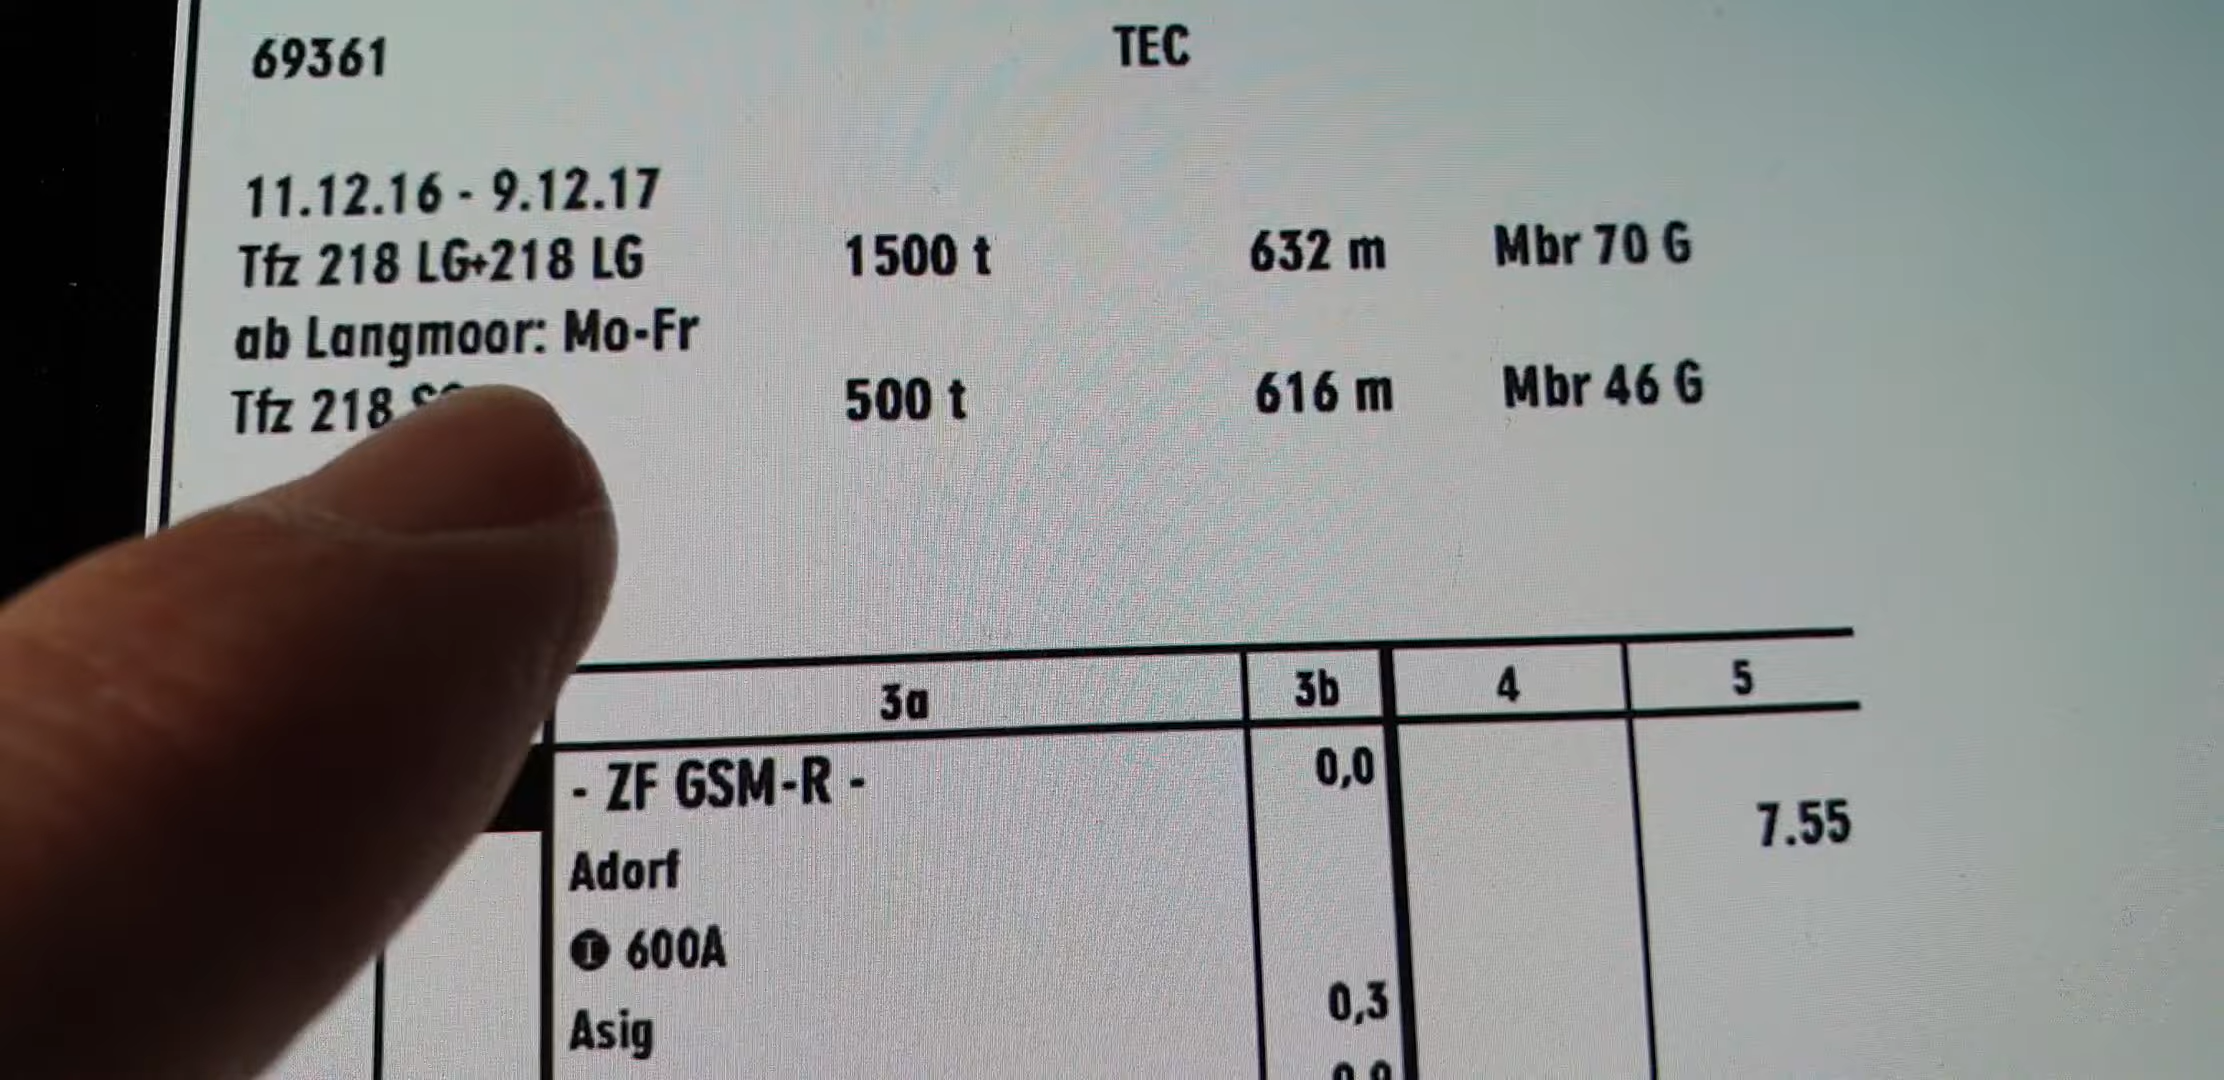 69361 TEC
11.12.16 - 9.12.17
Tfz 218 LG+218 LG 1500 t 632 m Mbr 70 G
ab Langmoor: Mo-Fr
Tfz 218 500 t 616 m Mbr 46 G
3a 3b 4 5
- ZF GSM-R - 0,0
7.55
Adorf
I 600A
0,3
Asig